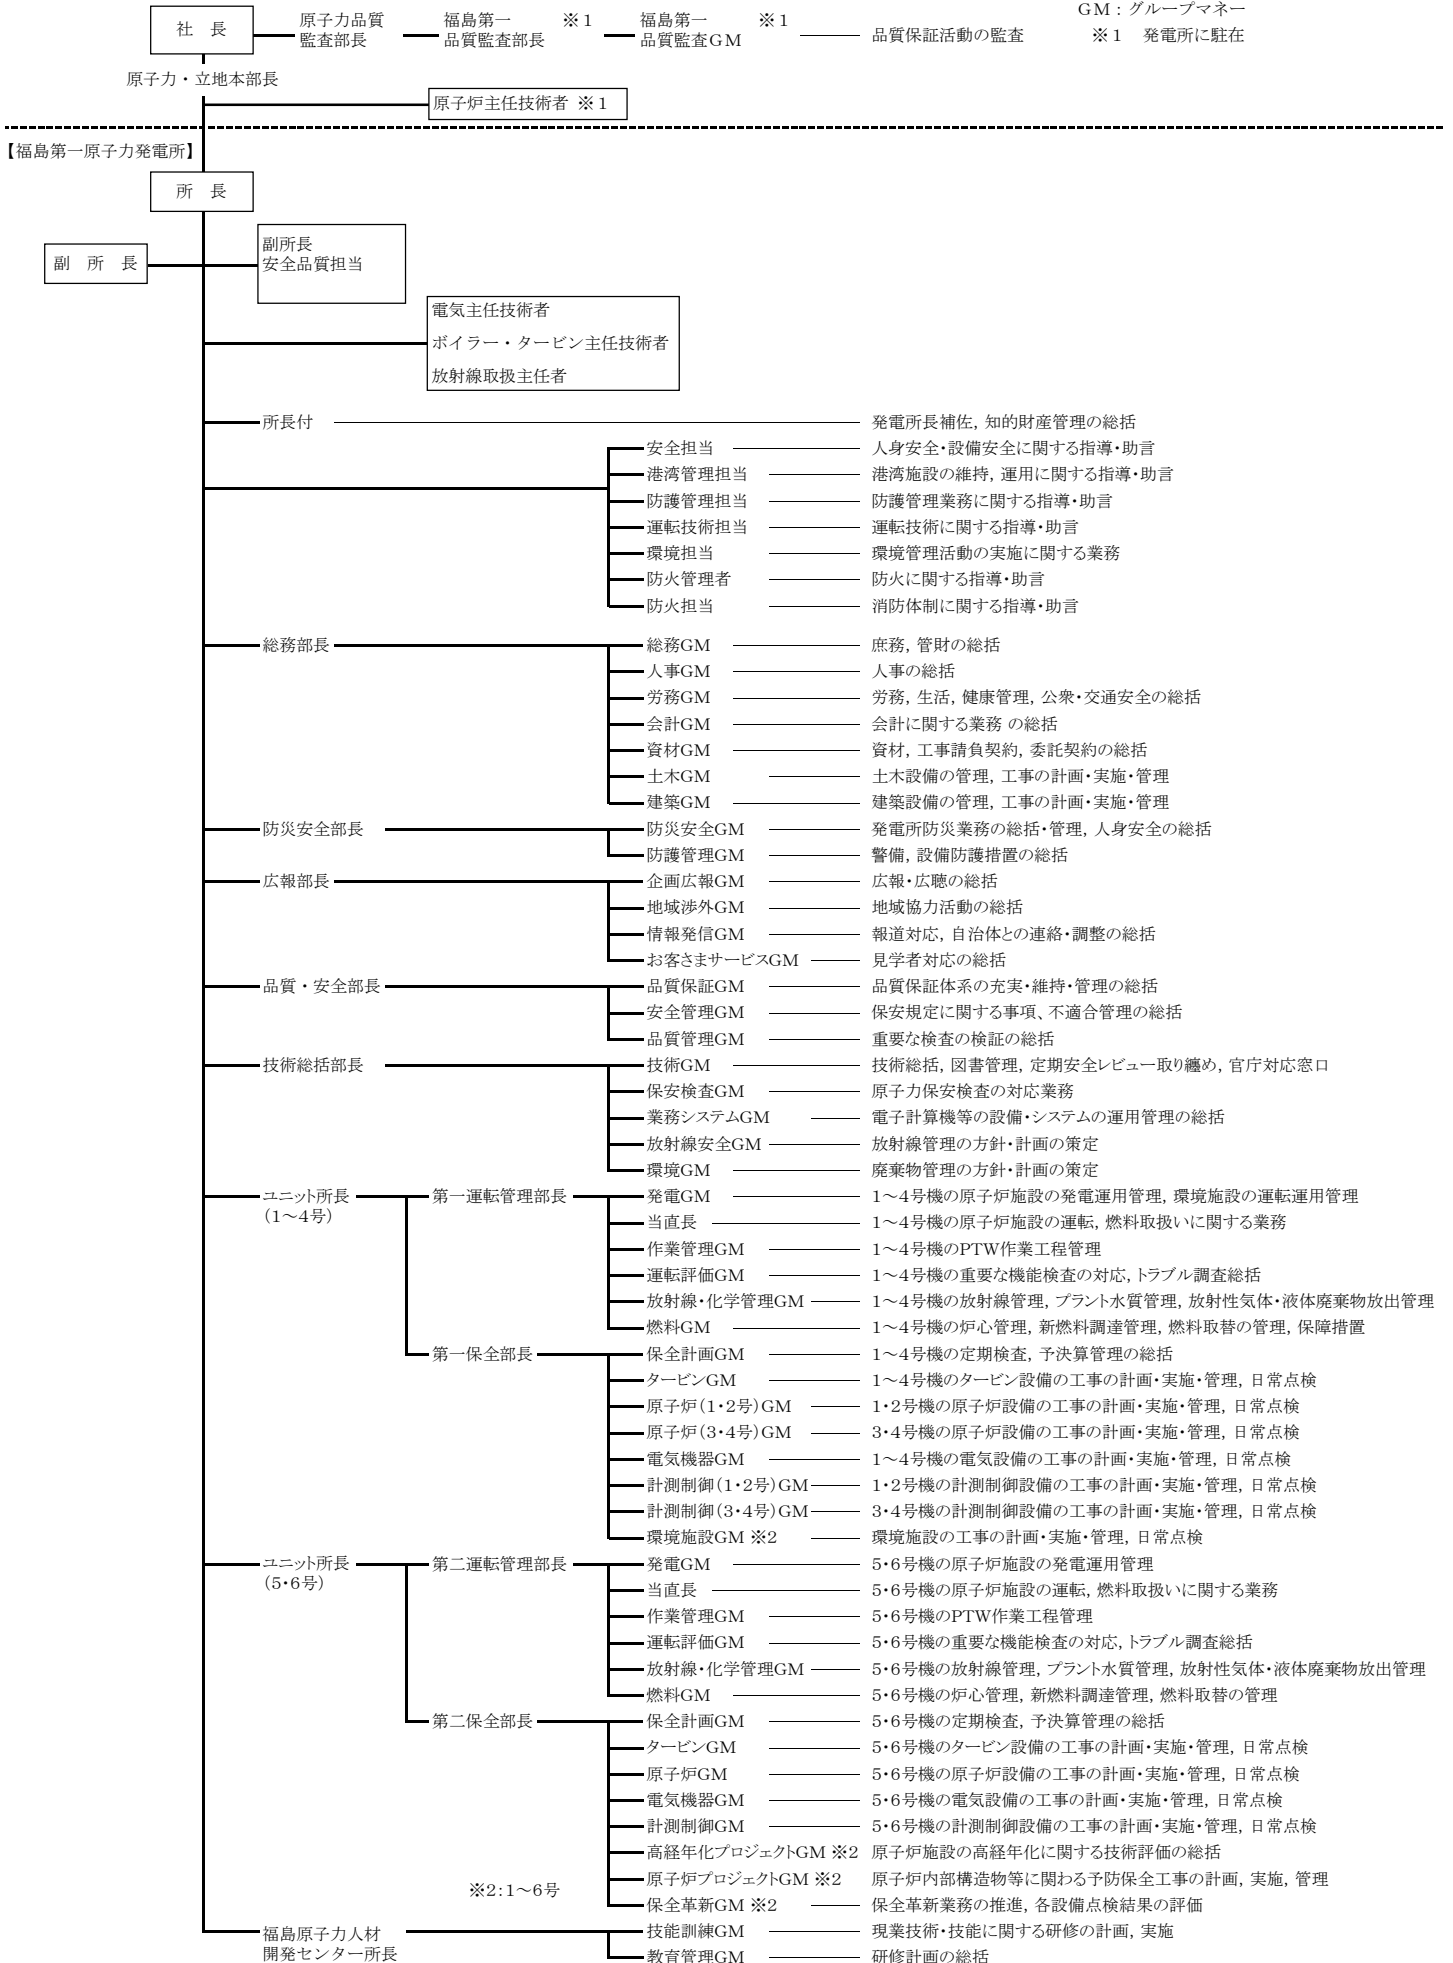 社　長
原子力品質
監査部長
福島第一　　　※１
品質監査部長
福島第一　　　※１
品質監査GM
品質保証活動の監査
GM：グループマネー
※１　発電所に駐在
原子力・立地本部長
原子炉主任技術者 ※１
【福島第一原子力発電所】
所　長
副　所　長
副所長
安全品質担当
電気主任技術者
ボイラー・タービン主任技術者
放射線取扱主任者
所長付　発電所長補佐, 知的財産管理の総括
安全担当　人身安全・設備安全に関する指導・助言
港湾管理担当　港湾施設の維持, 運用に関する指導・助言
防護管理担当　防護管理業務に関する指導・助言
運転技術担当　運転技術に関する指導・助言
環境担当　環境管理活動の実施に関する業務
防火管理者　防火に関する指導・助言
防火担当　消防体制に関する指導・助言
総務部長　総務GM　庶務, 管財の総括
人事GM　人事の総括
労務GM　労務, 生活, 健康管理, 公衆・交通安全の総括
会計GM　会計に関する業務 の総括
資材GM　資材, 工事請負契約, 委託契約の総括
土木GM　土木設備の管理, 工事の計画・実施・管理
建築GM　建築設備の管理, 工事の計画・実施・管理
防災安全部長　防災安全GM　発電所防災業務の総括・管理, 人身安全の総括
防護管理GM　警備, 設備防護措置の総括
広報部長　企画広報GM　広報・広聴の総括
地域渉外GM　地域協力活動の総括
情報発信GM　報道対応, 自治体との連絡・調整の総括
お客さまサービスGM　見学者対応の総括
品質・安全部長　品質保証GM　品質保証体系の充実・維持・管理の総括
安全管理GM　保安規定に関する事項、不適合管理の総括
品質管理GM　重要な検査の検証の総括
技術総括部長　技術GM　技術総括, 図書管理, 定期安全レビュー取り纏め, 官庁対応窓口
保安検査GM　原子力保安検査の対応業務
業務システムGM　電子計算機等の設備・システムの運用管理の総括
放射線安全GM　放射線管理の方針・計画の策定
環境GM　廃棄物管理の方針・計画の策定
ユニット所長　第一運転管理部長　発電GM　1～4号機の原子炉施設の発電運用管理, 環境施設の運転運用管理
（1～4号）　当直長　1～4号機の原子炉施設の運転, 燃料取扱いに関する業務
作業管理GM　1～4号機のPTW作業工程管理
運転評価GM　1～4号機の重要な機能検査の対応, トラブル調査総括
放射線・化学管理GM　1～4号機の放射線管理, プラント水質管理, 放射性気体・液体廃棄物放出管理
燃料GM　1～4号機の炉心管理, 新燃料調達管理, 燃料取替の管理, 保障措置
第一保全部長　保全計画GM　1～4号機の定期検査, 予決算管理の総括
タービンGM　1～4号機のタービン設備の工事の計画・実施・管理, 日常点検
原子炉（1・2号）GM　1・2号機の原子炉設備の工事の計画・実施・管理, 日常点検
原子炉（3・4号）GM　3・4号機の原子炉設備の工事の計画・実施・管理, 日常点検
電気機器GM　1～4号機の電気設備の工事の計画・実施・管理, 日常点検
計測制御（1・2号）GM　1・2号機の計測制御設備の工事の計画・実施・管理, 日常点検
計測制御（3・4号）GM　3・4号機の計測制御設備の工事の計画・実施・管理, 日常点検
環境施設GM ※2　環境施設の工事の計画・実施・管理, 日常点検
ユニット所長　第二運転管理部長　発電GM　5・6号機の原子炉施設の発電運用管理
（5・6号）　当直長　5・6号機の原子炉施設の運転, 燃料取扱いに関する業務
作業管理GM　5・6号機のPTW作業工程管理
運転評価GM　5・6号機の重要な機能検査の対応, トラブル調査総括
放射線・化学管理GM　5・6号機の放射線管理, プラント水質管理, 放射性気体・液体廃棄物放出管理
燃料GM　5・6号機の炉心管理, 新燃料調達管理, 燃料取替の管理
第二保全部長　保全計画GM　5・6号機の定期検査, 予決算管理の総括
タービンGM　5・6号機のタービン設備の工事の計画・実施・管理, 日常点検
原子炉GM　5・6号機の原子炉設備の工事の計画・実施・管理, 日常点検
電気機器GM　5・6号機の電気設備の工事の計画・実施・管理, 日常点検
計測制御GM　5・6号機の計測制御設備の工事の計画・実施・管理, 日常点検
高経年化プロジェクトGM ※2　原子炉施設の高経年化に関する技術評価の総括
原子炉プロジェクトGM ※2　原子炉内部構造物等に関わる予防保全工事の計画, 実施, 管理
※2：1～6号
保全革新GM ※2　保全革新業務の推進, 各設備点検結果の評価
福島原子力人材　技能訓練GM　現業技術・技能に関する研修の計画, 実施
開発センター所長　教育管理GM　研修計画の総括